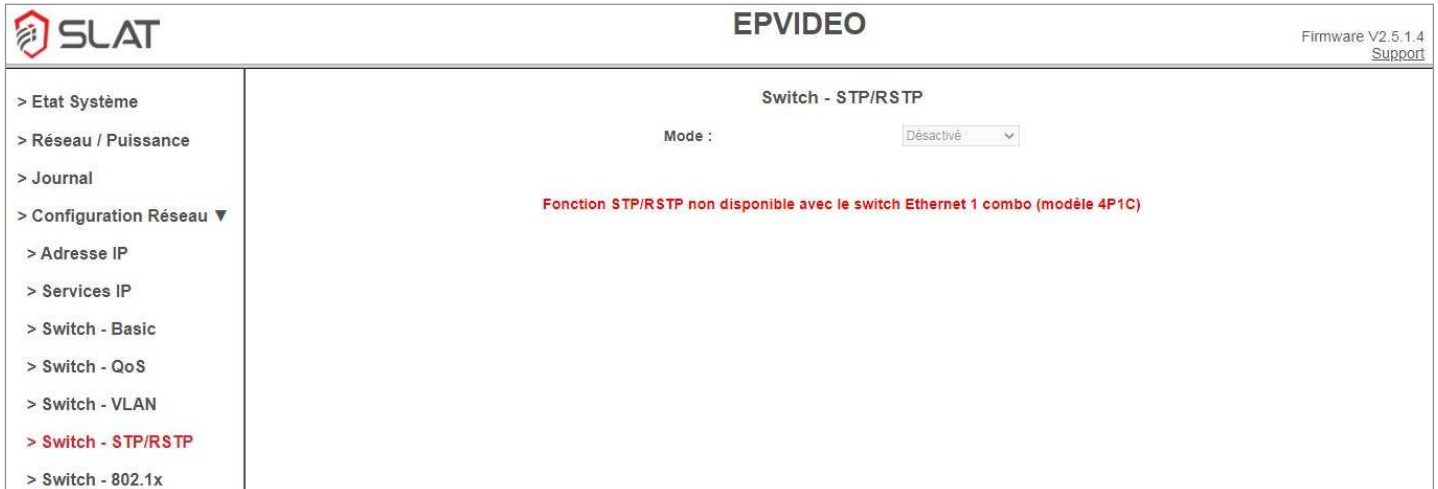 SLAT
EPVIDEO
Firmware V2.5.1.4
Support
> Etat Système
> Réseau / Puissance
> Journal
> Configuration Réseau ▼
> Adresse IP
> Services IP
> Switch - Basic
> Switch - QoS
> Switch - VLAN
> Switch - STP/RSTP
> Switch - 802.1x
Switch - STP/RSTP
Mode : Désactivé
Fonction STP/RSTP non disponible avec le switch Ethernet 1 combo (modèle 4P1C)